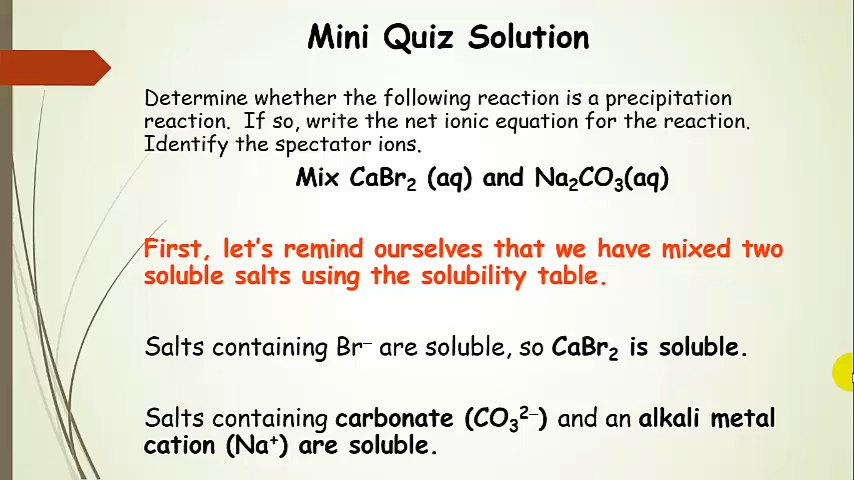 Mini Quiz Solution
Determine whether the following reaction is a precipitation
reaction.  If so, write the net ionic equation for the reaction.
Identify the spectator ions.
Mix CaBr₂ (aq) and Na₂CO₃(aq)
First, let's remind ourselves that we have mixed two
soluble salts using the solubility table.
Salts containing Br⁻ are soluble, so CaBr₂ is soluble.
Salts containing carbonate (CO₃²⁻) and an alkali metal
cation (Na⁺) are soluble.